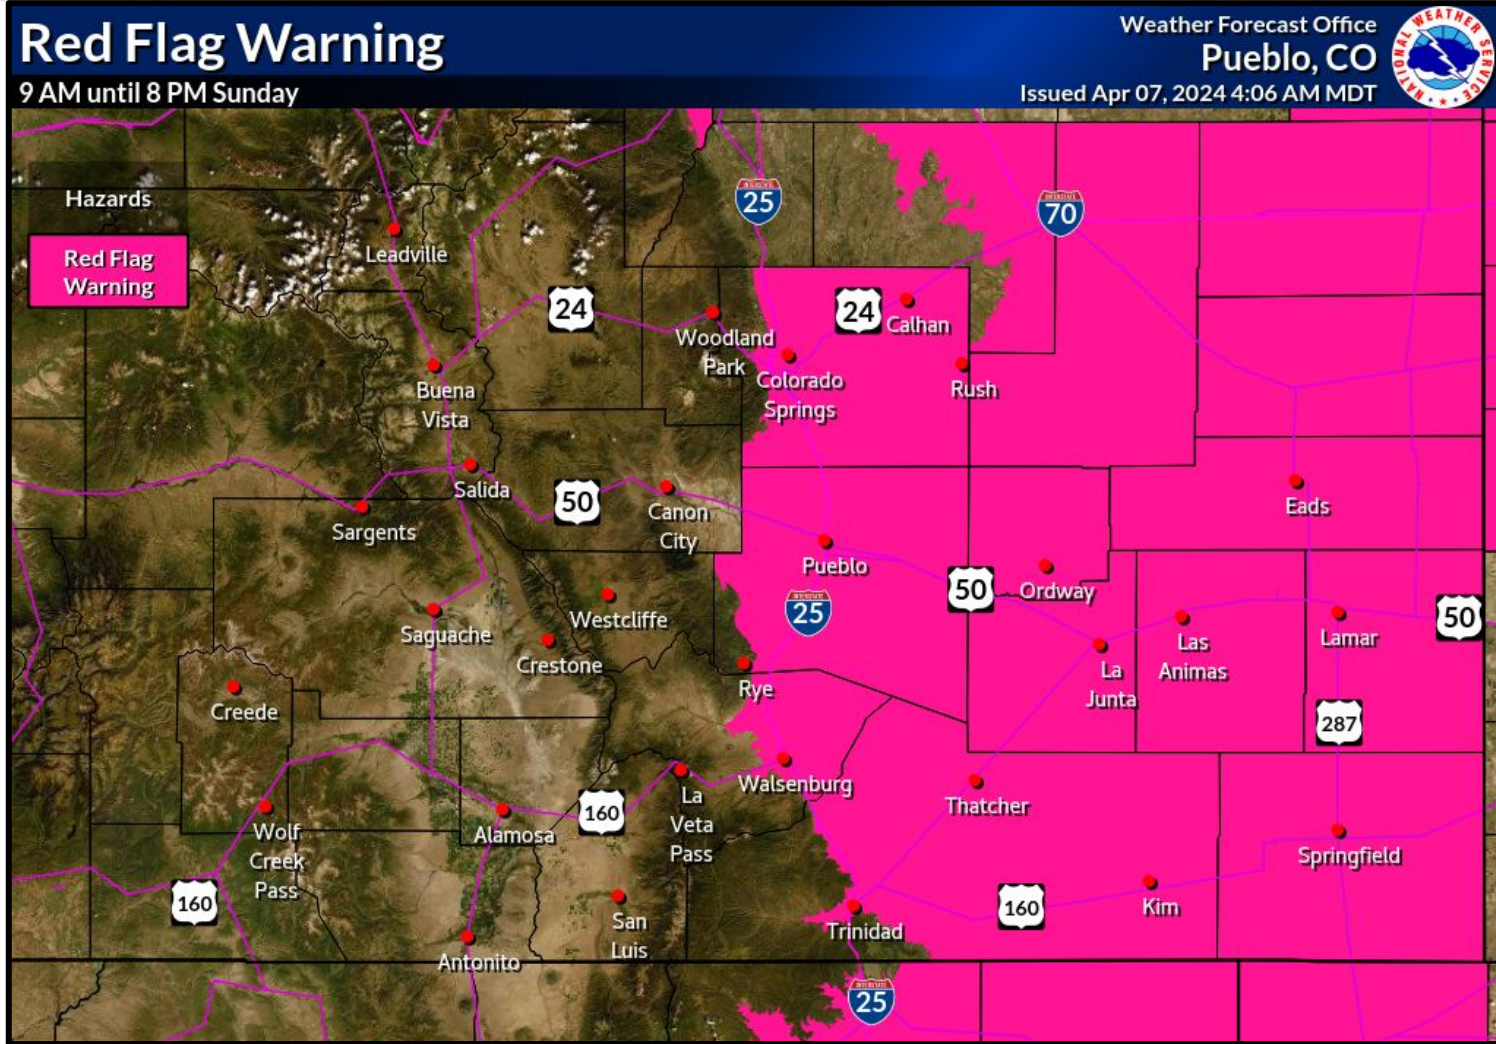 Red Flag Warning
9 AM until 8 PM Sunday
Weather Forecast Office
Pueblo, CO
Issued Apr 07, 2024 4:06 AM MDT
NATIONAL WEATHER SERVICE
Hazards
Red Flag
Warning
INTERSTATE
25
INTERSTATE
70
Leadville
24
24
Calhan
Woodland
Park
Colorado
Springs
Rush
Buena
Vista
Salida
50
Canon
City
Sargents
Eads
Pueblo
50
Ordway
INTERSTATE
25
Westcliffe
Saguache
Crestone
Las
Animas
Lamar
50
La
Junta
Rye
Creede
287
Walsenburg
La
Veta
Pass
160
Thatcher
Alamosa
Wolf
Creek
Pass
Springfield
160
San
Luis
160
Kim
Trinidad
Antonito
INTERSTATE
25